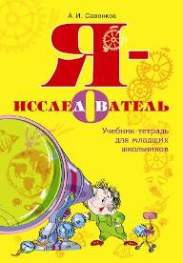 А. И. Савенков
Я-
ИССЛЕДОВАТЕЛЬ
Учебник-тетрадь
для младших
школьников